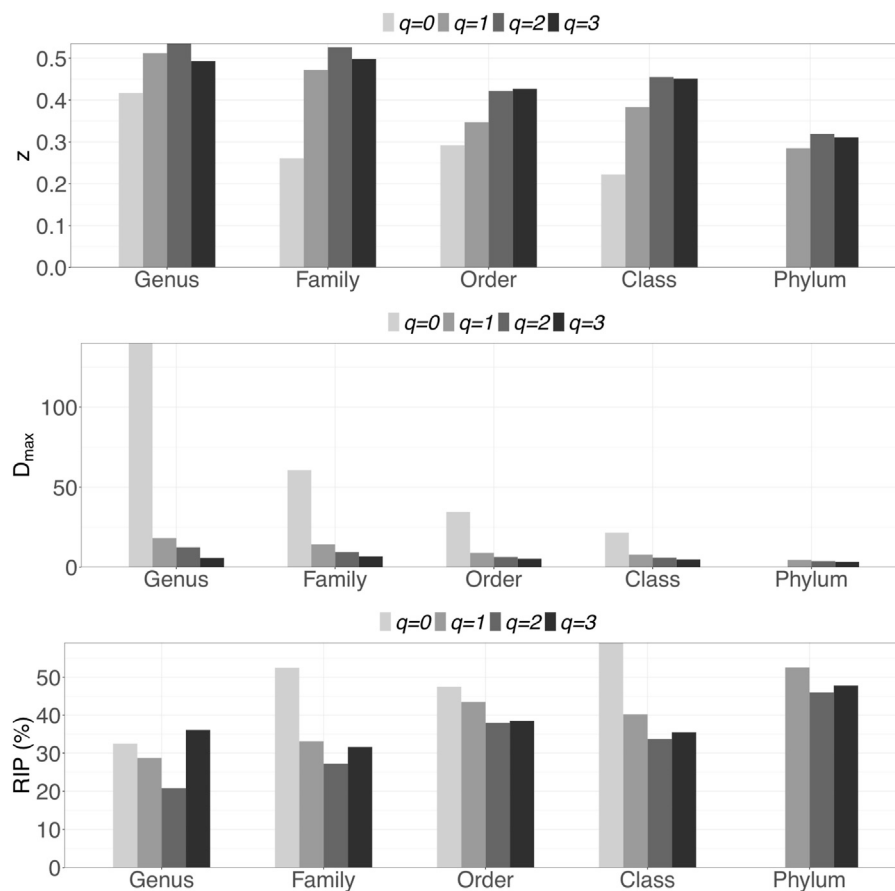 q=0 q=1 q=2 q=3
z
0.5
0.4
0.3
0.2
0.1
0.0
Genus Family Order Class Phylum
q=0 q=1 q=2 q=3
Dmax
100
50
0
Genus Family Order Class Phylum
q=0 q=1 q=2 q=3
RIP (%)
50
40
30
20
10
0
Genus Family Order Class Phylum